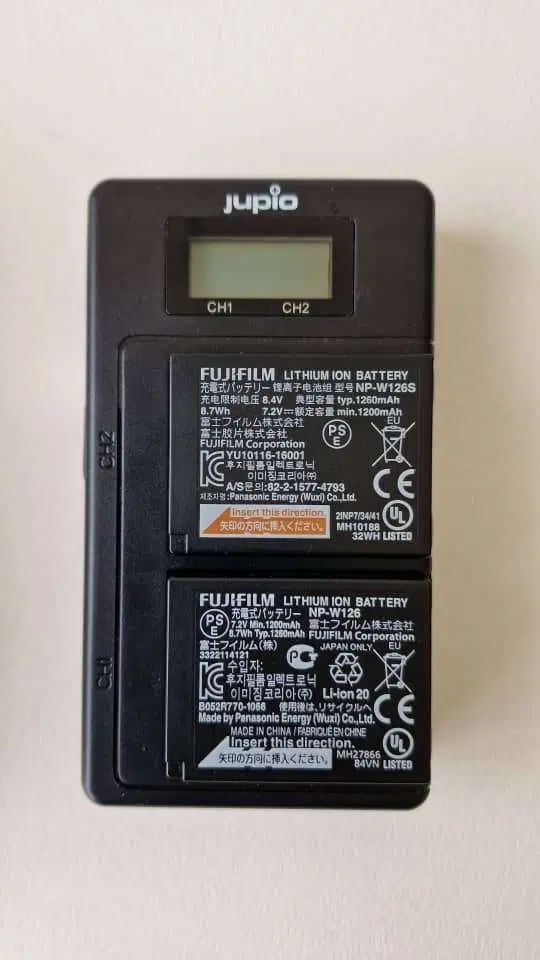 jupio
CH1 CH2
CH2
FUJIFILM LITHIUM ION BATTERY
充電式バッテリー 锂离子电池组 型号 NP-W126S
充电限制电压 8.4V 典型容量 typ.1260mAh
8.7Wh 7.2V⎓额定容量 min.1200mAh
富士フイルム株式会社
富士胶片株式会社
FUJIFILM Corporation
YU10116-16001
PSE
EU
후지필름일렉트로닉
이미징코리아㈜
A/S문의:82-2-1577-4793
제조자명:Panasonic Energy (Wuxi) Co.,Ltd.
CE
Insert this direction.
矢印の方向に挿入ください。
2INP7/34/41
MH10188
32WH
UL LISTED
CH1
FUJIFILM LITHIUM ION BATTERY
充電式バッテリー NP-W126
PSE
7.2V Min.1200mAh 富士フイルム株式会社
8.7Wh Typ.1260mAh FUJIFILM Corporation
富士フイルム(株)
3322114121
JAPAN ONLY
EU
수입자:
후지필름일렉트로닉
이미징코리아(주)
Li-ion 20
B052R770-1066 使用後は、リサイクルへ
Made by Panasonic Energy (Wuxi) Co.,Ltd.
CE
MADE IN CHINA / FABRIQUÉ EN CHINE
Insert this direction.
矢印の方向に挿入ください。
MH27866
84VN
UL LISTED